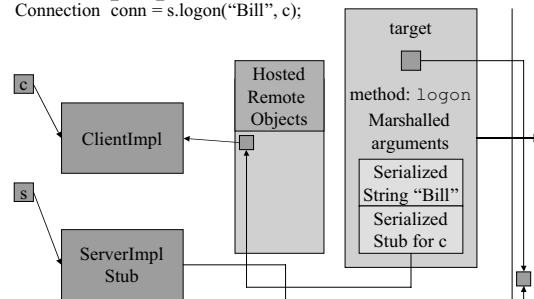 Connection conn = s.logon(“Bill”, c);
target
c
Hosted
Remote
Objects
method: logon
Marshalled
arguments
ClientImpl
Serialized
String “Bill”
s
Serialized
Stub for c
ServerImpl
Stub